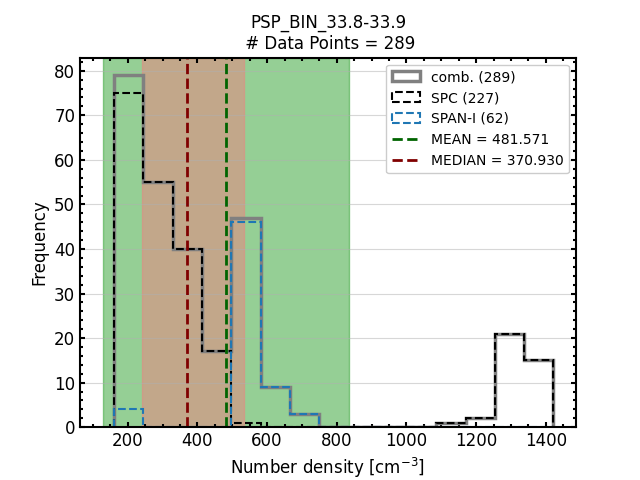 PSP_BIN_33.8-33.9
# Data Points = 289
comb. (289)
SPC (227)
SPAN-I (62)
MEAN = 481.571
MEDIAN = 370.930
80
70
60
50
40
30
20
10
0
Frequency
200 400 600 800 1000 1200 1400
Number density [cm⁻³]